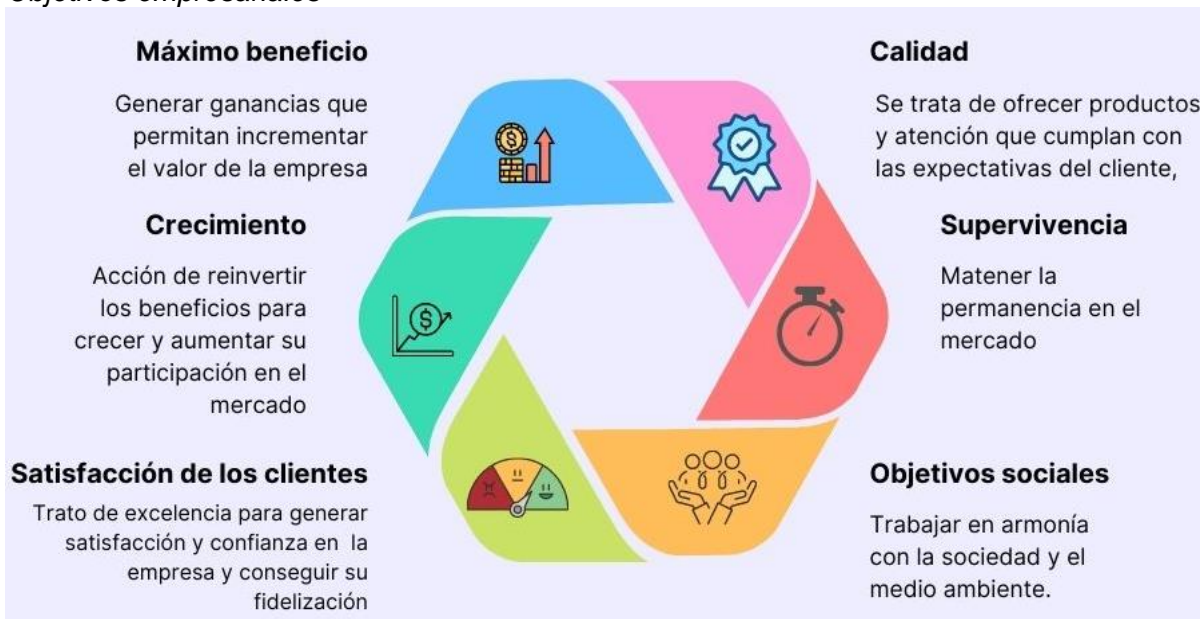 Objetivos empresariales
Máximo beneficio
Generar ganancias que
permitan incrementar
el valor de la empresa
Crecimiento
Acción de reinvertir
los beneficios para
crecer y aumentar su
participación en el
mercado
Satisfacción de los clientes
Trato de excelencia para generar
satisfacción y confianza en la
empresa y conseguir su
fidelización
Calidad
Se trata de ofrecer productos
y atención que cumplan con
las expectativas del cliente,
Supervivencia
Matener la
permanencia en el
mercado
Objetivos sociales
Trabajar en armonía
con la sociedad y el
medio ambiente.